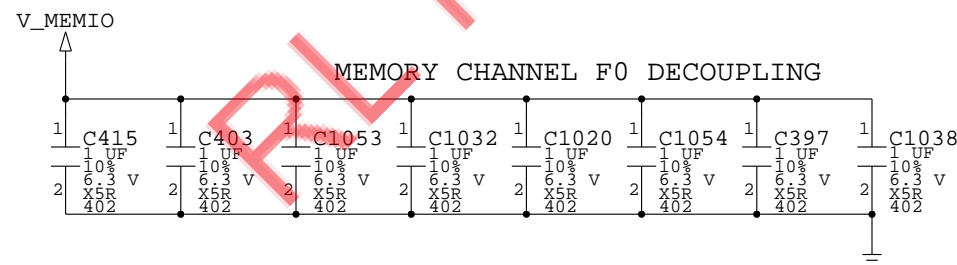 V_MEMIO
MEMORY CHANNEL F0 DECOUPLING
1 C415 1 UF 10% 6.3 V X5R 402 2
1 C403 1 UF 10% 6.3 V X5R 402 2
1 C1053 1 UF 10% 6.3 V X5R 402 2
1 C1032 1 UF 10% 6.3 V X5R 402 2
1 C1020 1 UF 10% 6.3 V X5R 402 2
1 C1054 1 UF 10% 6.3 V X5R 402 2
1 C397 1 UF 10% 6.3 V X5R 402 2
1 C1038 1 UF 10% 6.3 V X5R 402 2
RL